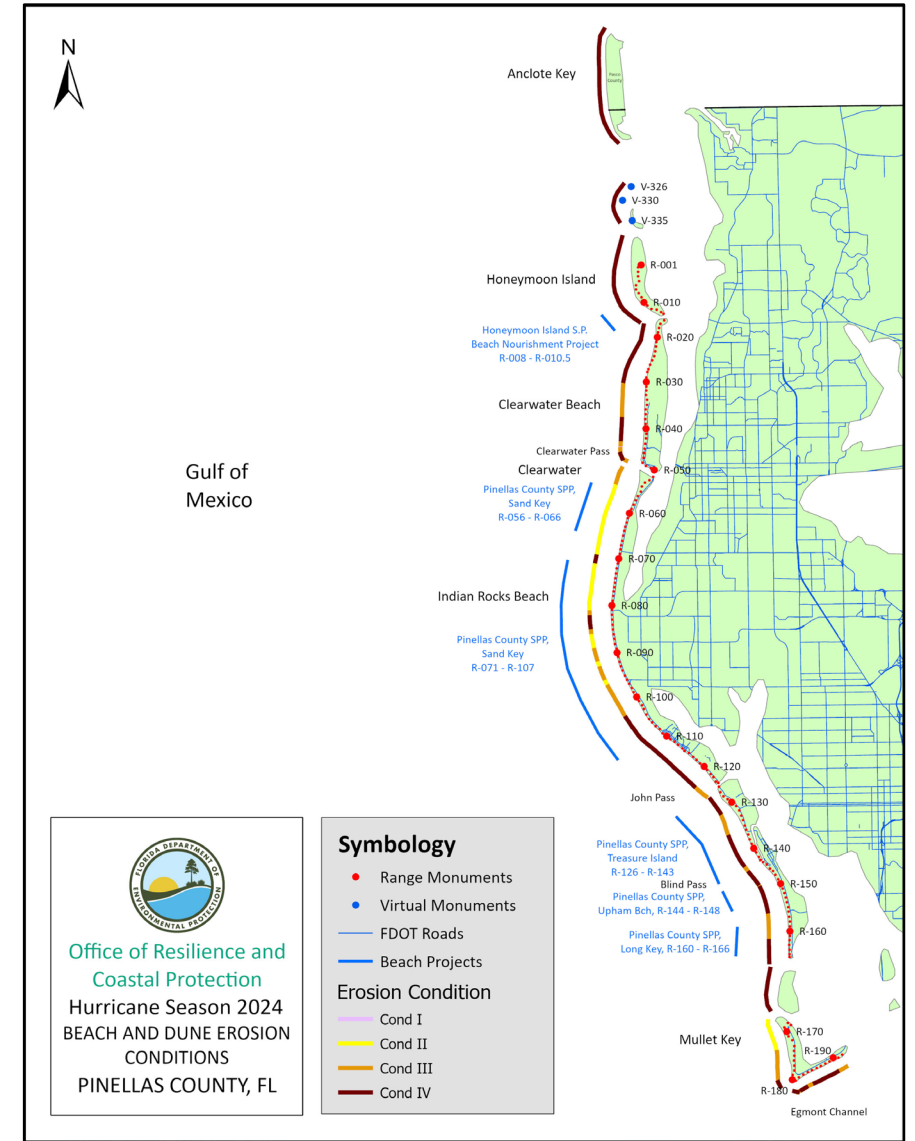 N
Anclote Key
Pasco
County
V-326
V-330
V-335
R-001
Honeymoon Island
R-010
Honeymoon Island S.P.
Beach Nourishment Project
R-008 - R-010.5
R-020
R-030
Clearwater Beach
R-040
Clearwater Pass
Clearwater
R-050
Gulf of
Mexico
Pinellas County SPP,
Sand Key
R-056 - R-066
R-060
R-070
Indian Rocks Beach
R-080
Pinellas County SPP,
Sand Key
R-071 - R-107
R-090
R-100
R-110
R-120
John Pass
R-130
Pinellas County SPP,
Treasure Island
R-126 - R-143
R-140
Blind Pass
R-150
Pinellas County SPP,
Upham Bch, R-144 - R-148
R-160
Pinellas County SPP,
Long Key, R-160 - R-166
Mullet Key
R-170
R-190
R-180
Egmont Channel
FLORIDA DEPARTMENT OF
ENVIRONMENTAL PROTECTION
Office of Resilience and
Coastal Protection
Hurricane Season 2024
BEACH AND DUNE EROSION
CONDITIONS
PINELLAS COUNTY, FL
Symbology
Range Monuments
Virtual Monuments
FDOT Roads
Beach Projects
Erosion Condition
Cond I
Cond II
Cond III
Cond IV